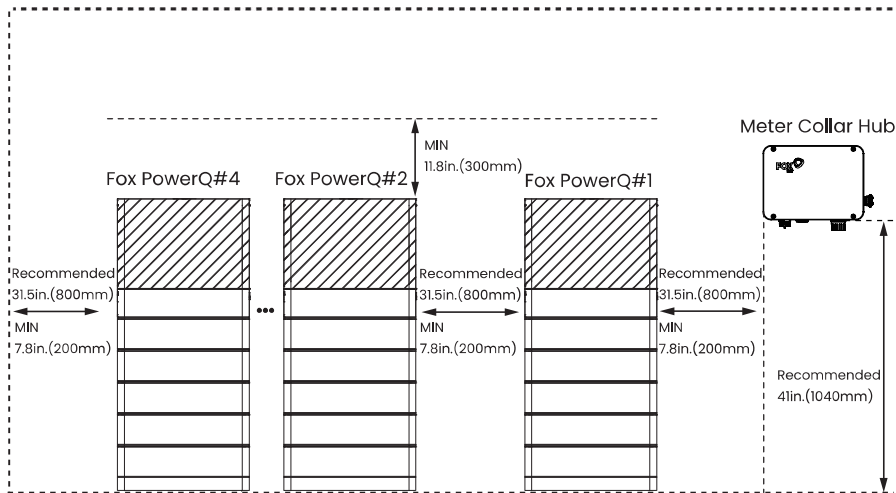 Meter Collar Hub
MIN
11.8in.(300mm)
FOX
Fox PowerQ#4
Fox PowerQ#2
Fox PowerQ#1
Recommended
31.5in.(800mm)
MIN
7.8in.(200mm)
Recommended
31.5in.(800mm)
MIN
7.8in.(200mm)
Recommended
31.5in.(800mm)
MIN
7.8in.(200mm)
Recommended
41in.(1040mm)